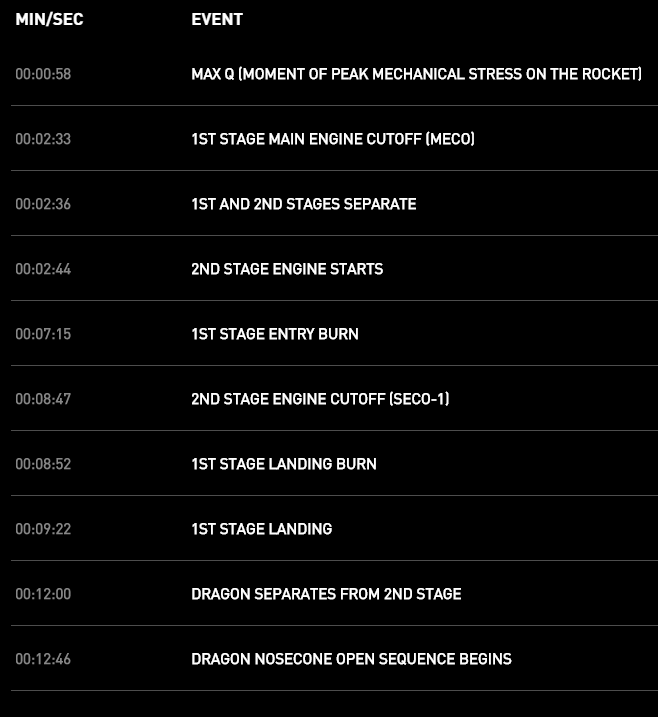 MIN/SEC EVENT
00:00:58 MAX Q (MOMENT OF PEAK MECHANICAL STRESS ON THE ROCKET)
00:02:33 1ST STAGE MAIN ENGINE CUTOFF (MECO)
00:02:36 1ST AND 2ND STAGES SEPARATE
00:02:44 2ND STAGE ENGINE STARTS
00:07:15 1ST STAGE ENTRY BURN
00:08:47 2ND STAGE ENGINE CUTOFF (SECO-1)
00:08:52 1ST STAGE LANDING BURN
00:09:22 1ST STAGE LANDING
00:12:00 DRAGON SEPARATES FROM 2ND STAGE
00:12:46 DRAGON NOSECONE OPEN SEQUENCE BEGINS